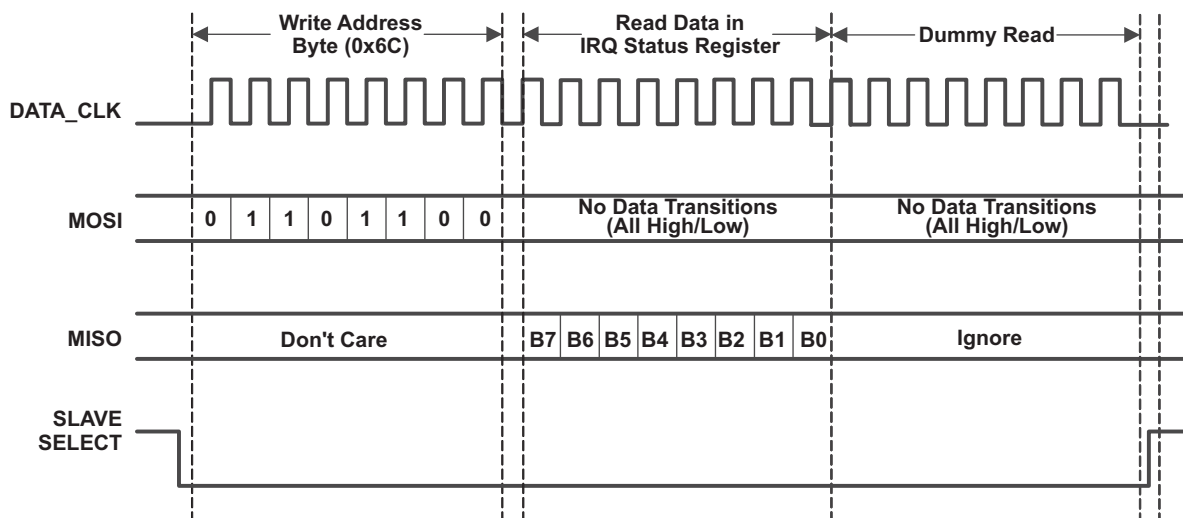 Write Address
Byte (0x6C)
Read Data in
IRQ Status Register
Dummy Read
DATA_CLK
MOSI
0 1 1 0 1 1 0 0
No Data Transitions
(All High/Low)
No Data Transitions
(All High/Low)
MISO
Don't Care
B7 B6 B5 B4 B3 B2 B1 B0
Ignore
SLAVE
SELECT